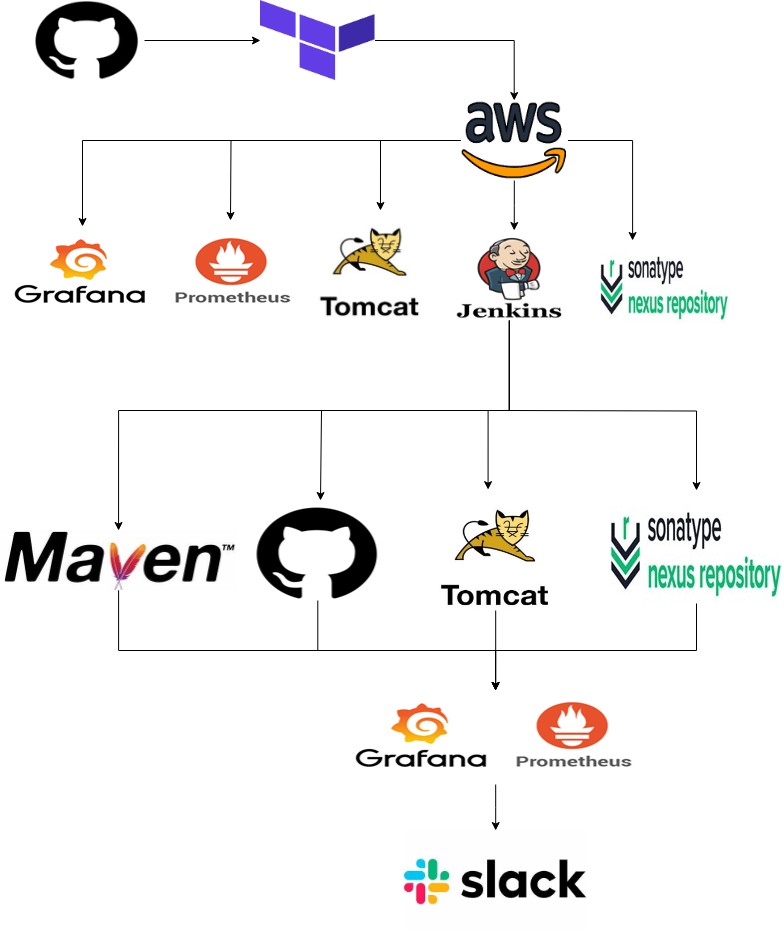 aws
Grafana
Prometheus
Tomcat
Jenkins
r sonatype
nexus repository
Maven™
Tomcat
r sonatype
nexus repository
Grafana
Prometheus
slack